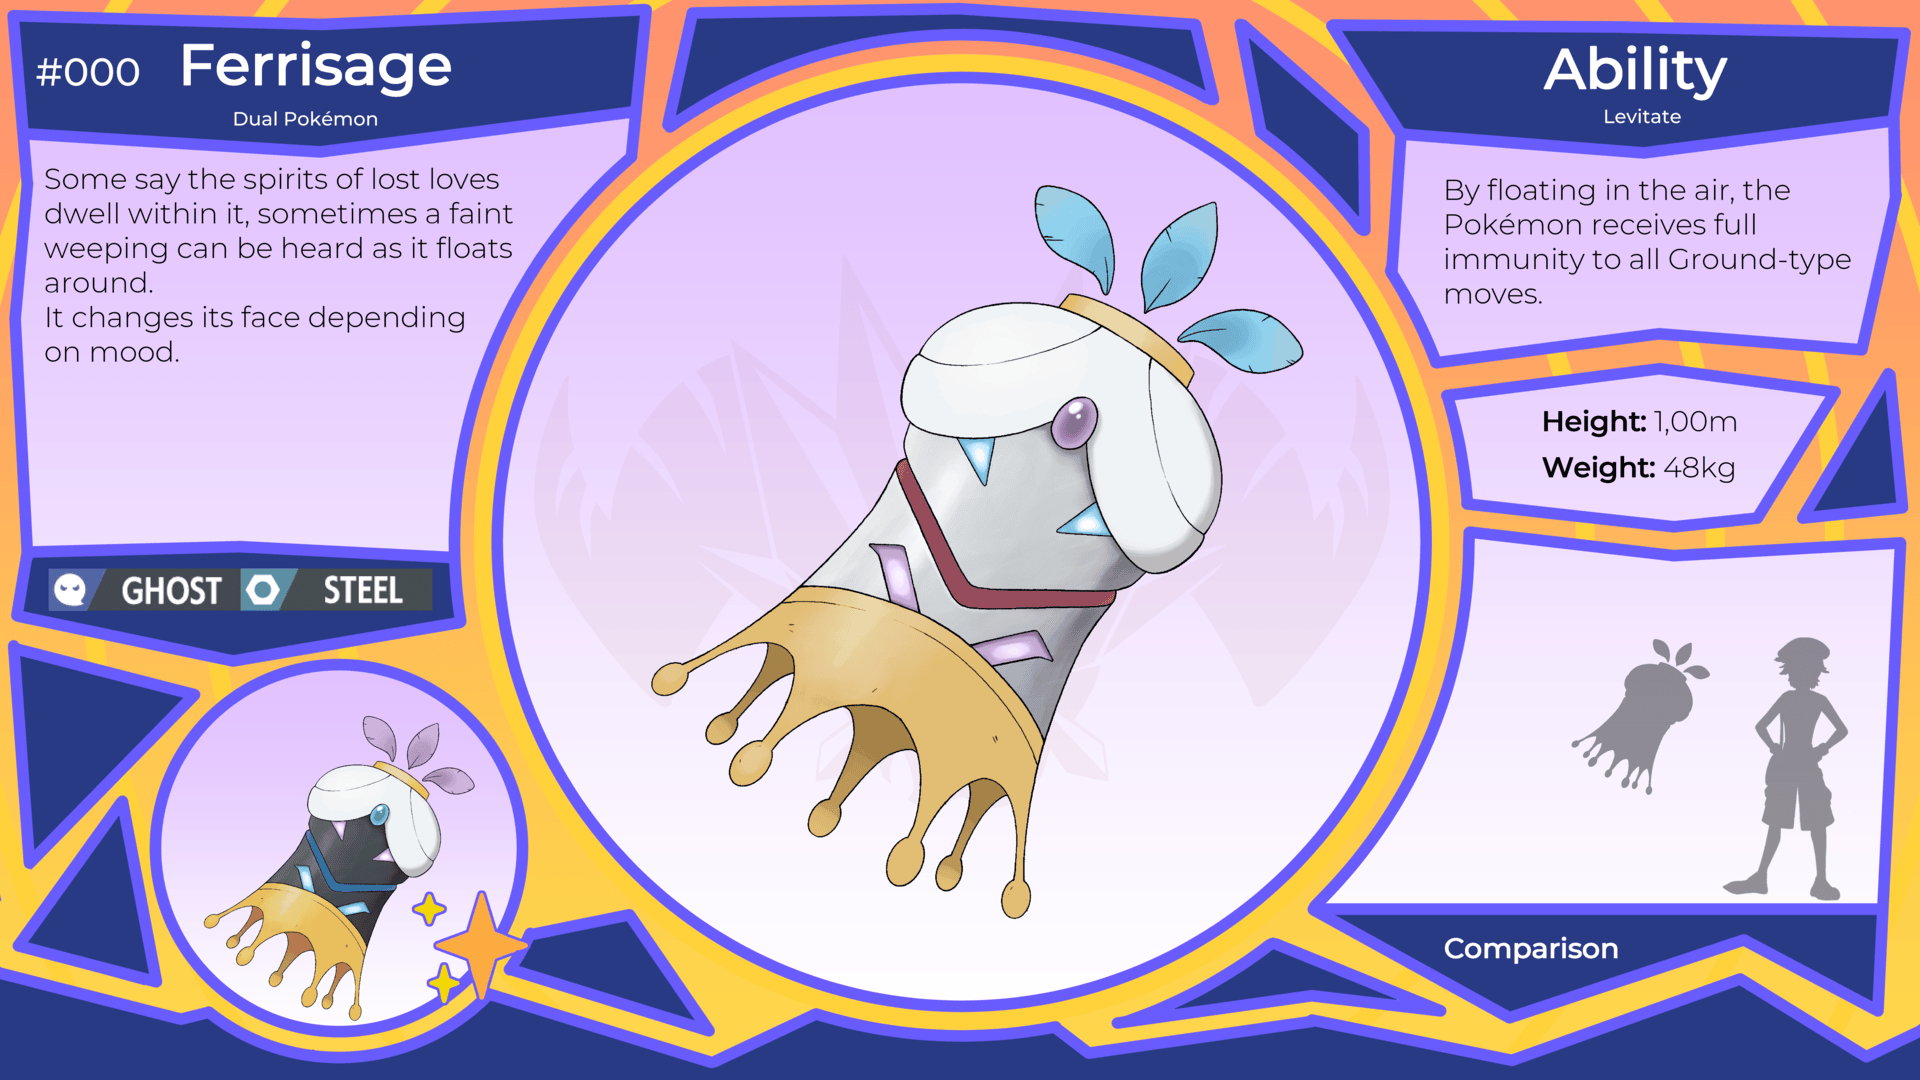 #000 Ferrisage
Dual Pokémon
Some say the spirits of lost loves
dwell within it, sometimes a faint
weeping can be heard as it floats
around.
It changes its face depending
on mood.
GHOST STEEL
Ability
Levitate
By floating in the air, the
Pokémon receives full
immunity to all Ground-type
moves.
Height: 1,00m
Weight: 48kg
Comparison